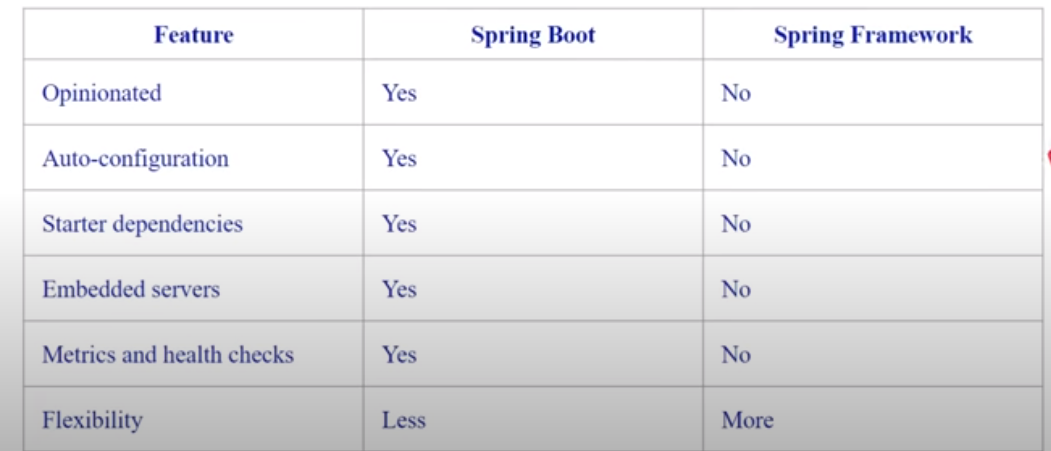 Feature Spring Boot Spring Framework
Opinionated Yes No
Auto-configuration Yes No
Starter dependencies Yes No
Embedded servers Yes No
Metrics and health checks Yes No
Flexibility Less More